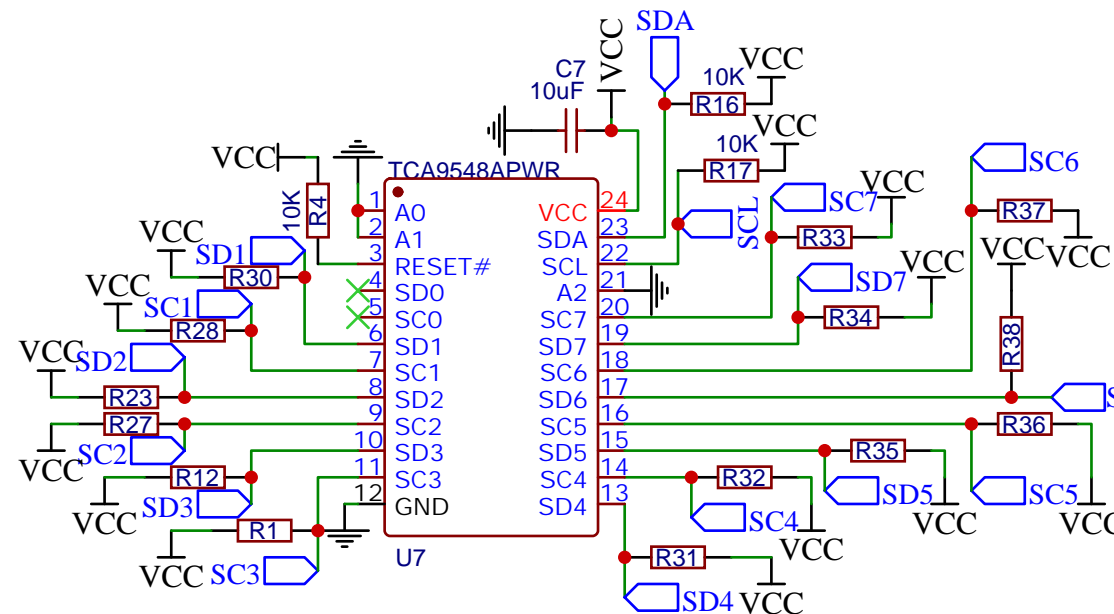 SDA
VCC
C7
10uF
10K
R16
VCC
10K
R17
VCC
SCL
VCC
10K
R4
TCA9548APWR
U7
1 A0
2 A1
3 RESET#
4 SD0
5 SC0
6 SD1
7 SC1
8 SD2
9 SC2
10 SD3
11 SC3
12 GND
24 VCC
23 SDA
22 SCL
21 A2
20 SC7
19 SD7
18 SC6
17 SD6
16 SC5
15 SD5
14 SC4
13 SD4
VCC
SD1
R30
VCC
SC1
R28
VCC
SD2
R23
R27
VCC
SC2
R12
VCC
SD3
R1
VCC
SC3
SC7
VCC
R33
SC6
R37
VCC
SD7
VCC
R34
VCC
R38
S
R36
VCC
SC5
R35
VCC
SD5
R32
VCC
SC4
R31
VCC
SD4